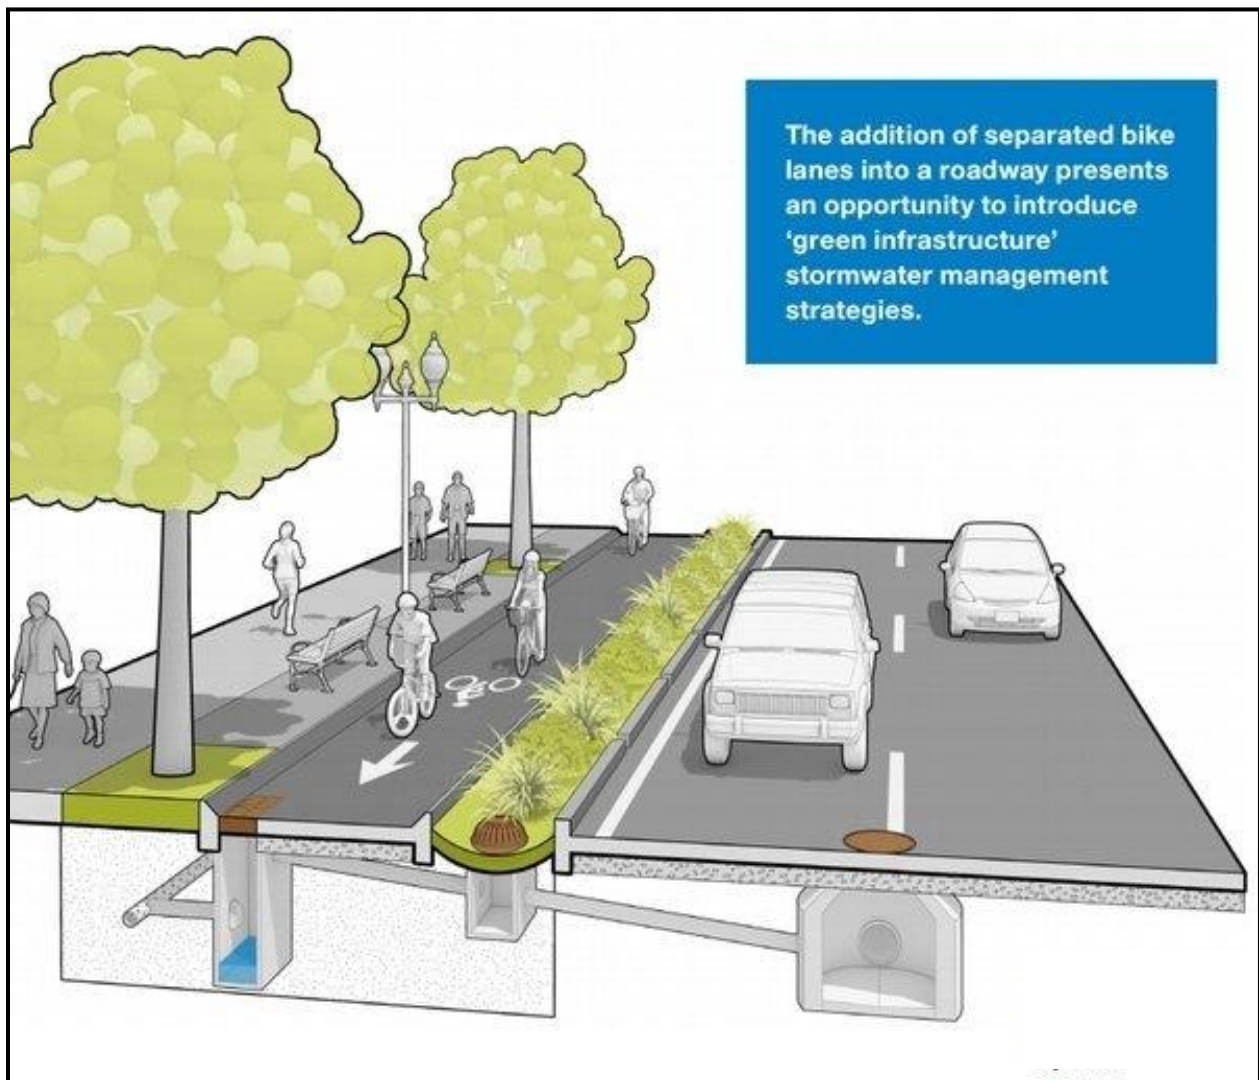 The addition of separated bike
lanes into a roadway presents
an opportunity to introduce
‘green infrastructure’
stormwater management
strategies.